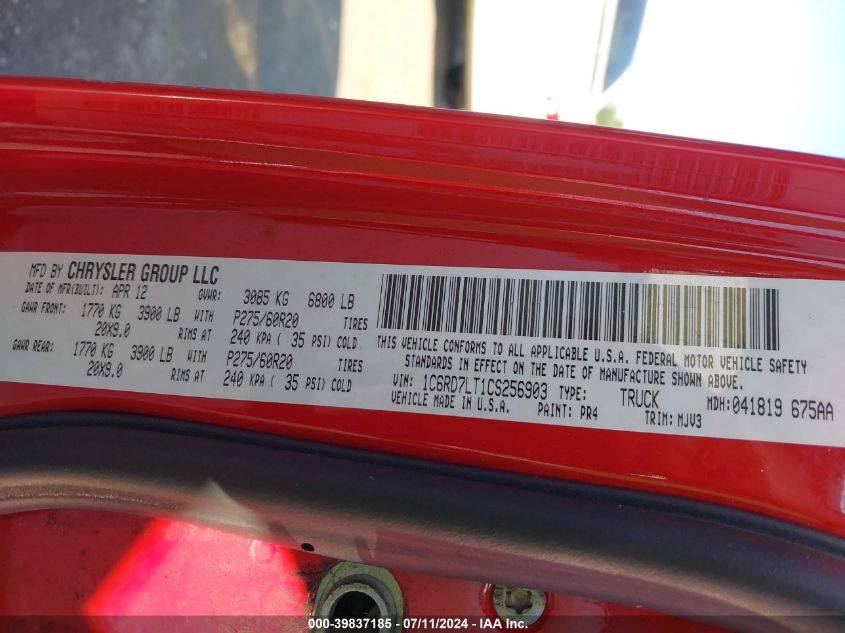 MFD BY CHRYSLER GROUP LLC
DATE OF MFR(BUILT): APR 12 GVWR: 3085 KG 6800 LB
GAWR FRONT: 1770 KG 3900 LB WITH P275/60R20 TIRES
20X9.0 RIMS AT 240 KPA ( 35 PSI) COLD
GAWR REAR: 1770 KG 3900 LB WITH P275/60R20 TIRES
20X9.0 RIMS AT 240 KPA ( 35 PSI) COLD
THIS VEHICLE CONFORMS TO ALL APPLICABLE U.S.A. FEDERAL MOTOR VEHICLE SAFETY
STANDARDS IN EFFECT ON THE DATE OF MANUFACTURE SHOWN ABOVE.
VIN: 1C6RD7LT1CS256903 TYPE: TRUCK MDH:041819 675AA
VEHICLE MADE IN U.S.A. PAINT: PR4 TRIM: MJV3
000-39837185 - 07/11/2024 - IAA Inc.